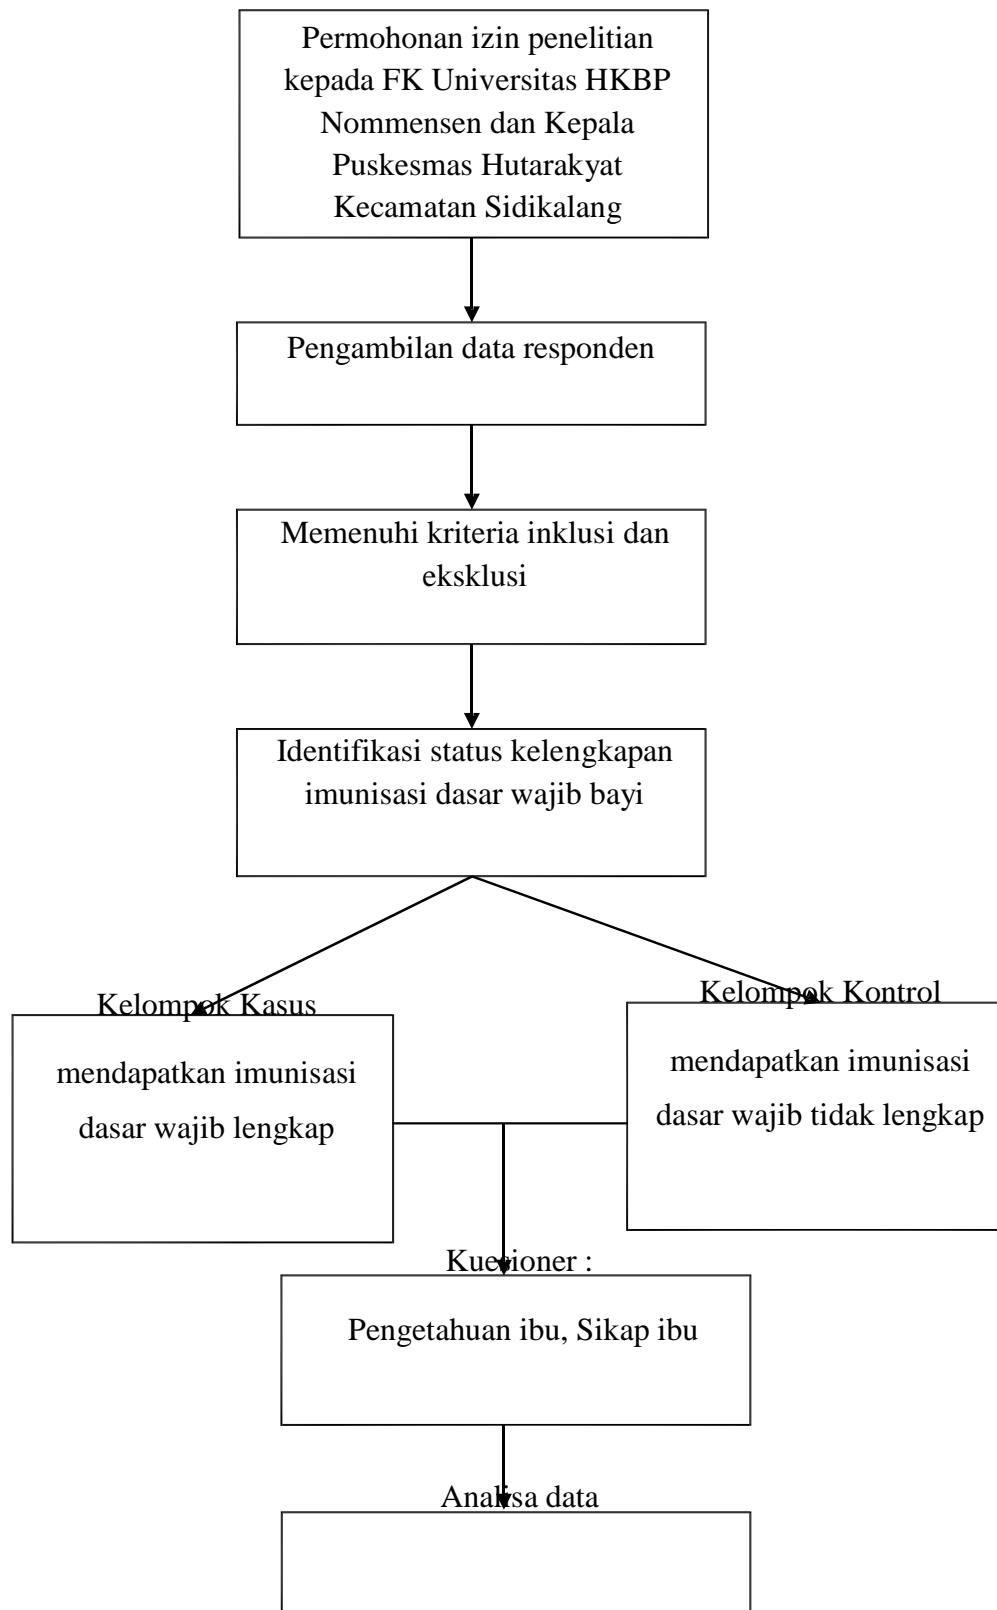 Permohonan izin penelitian
kepada FK Universitas HKBP
Nommensen dan Kepala
Puskesmas Hutarakyat
Kecamatan Sidikalang
Pengambilan data responden
Memenuhi kriteria inklusi dan
eksklusi
Identifikasi status kelengkapan
imunisasi dasar wajib bayi
Kelompok Kasus
mendapatkan imunisasi
dasar wajib lengkap
Kelompok Kontrol
mendapatkan imunisasi
dasar wajib tidak lengkap
Kuesioner :
Pengetahuan ibu, Sikap ibu
Analisa data